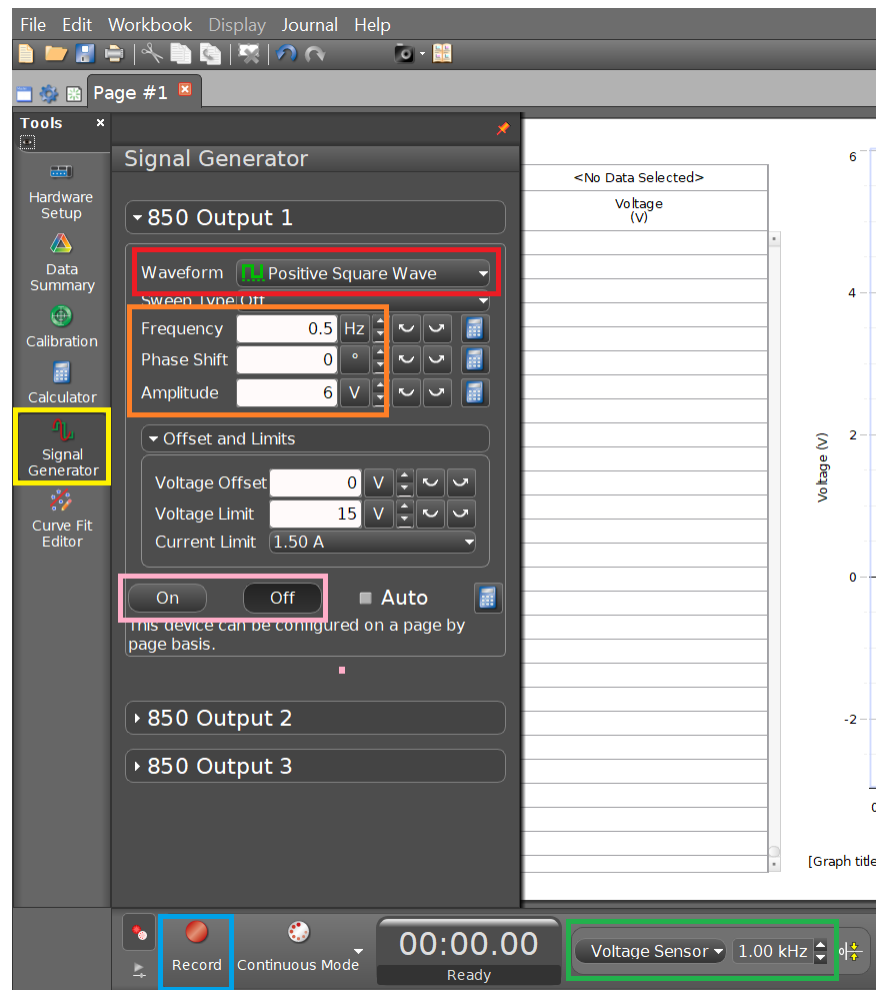 File Edit Workbook Display Journal Help
Page #1
Tools
Hardware
Setup
Data
Summary
Calibration
Calculator
Signal
Generator
Curve Fit
Editor
Signal Generator
850 Output 1
Waveform Positive Square Wave
Sweep Type Off
Frequency 0.5 Hz
Phase Shift 0 °
Amplitude 6 V
Offset and Limits
Voltage Offset 0 V
Voltage Limit 15 V
Current Limit 1.50 A
On Off Auto
This device can be configured on a page by
page basis.
850 Output 2
850 Output 3
<No Data Selected>
Voltage
(V)
6
4
2
0
-2
Voltage (V)
[Graph title
Record
Continuous Mode
00:00.00
Ready
Voltage Sensor 1.00 kHz